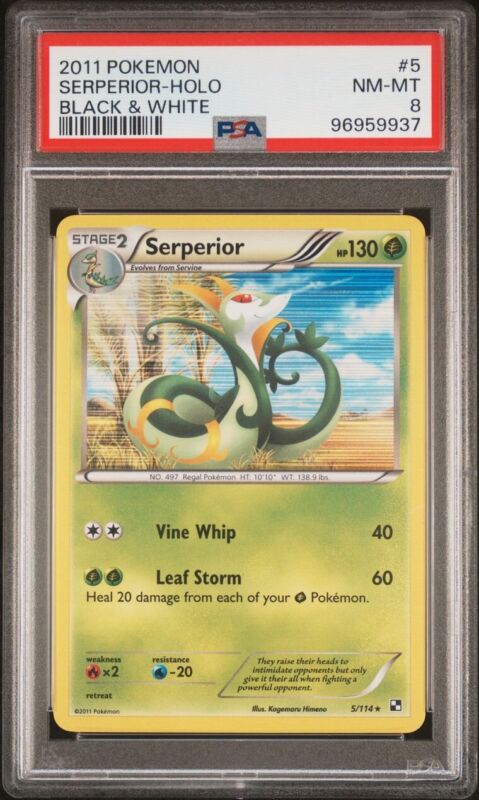 2011 POKEMON #5
SERPERIOR-HOLO NM-MT
BLACK & WHITE 8
PSA 96959937
STAGE2 Serperior HP130
Evolves from Servine
NO. 497 Regal Pokémon HT: 10'10" WT: 138.9 lbs.
Vine Whip 40
Leaf Storm 60
Heal 20 damage from each of your Pokémon.
weakness resistance
×2 -20
retreat
They raise their heads to
intimidate opponents but only
give it their all when fighting a
powerful opponent.
©2011 Pokémon Illus. Kagemaru Himeno 5/114 ★
PSA